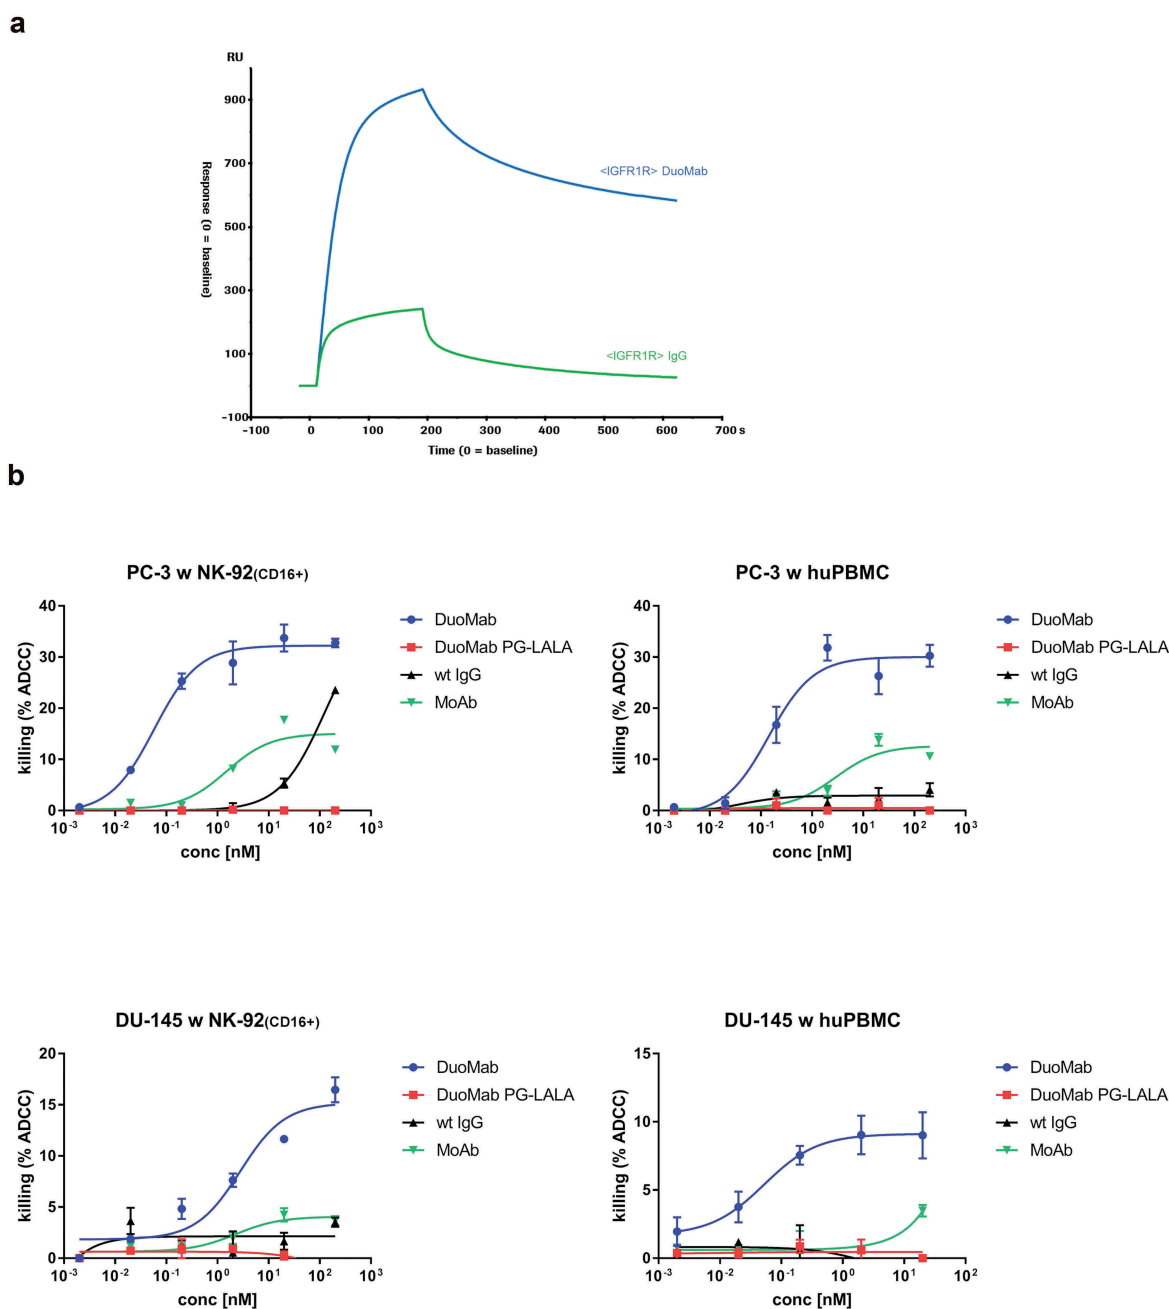 a
RU
900
700
500
300
100
-100
Response (0 = baseline)
-100 0 100 200 300 400 500 600 700 s
Time (0 = baseline)
<IGFR1R> DuoMab
<IGFR1R> IgG
b
PC-3 w NK-92(CD16+)
killing (% ADCC)
40
30
20
10
0
10-3 10-2 10-1 100 101 102 103
conc [nM]
DuoMab
DuoMab PG-LALA
wt IgG
MoAb
PC-3 w huPBMC
killing (% ADCC)
40
30
20
10
0
10-3 10-2 10-1 100 101 102 103
conc [nM]
DuoMab
DuoMab PG-LALA
wt IgG
MoAb
DU-145 w NK-92(CD16+)
killing (% ADCC)
20
15
10
5
0
10-3 10-2 10-1 100 101 102 103
conc [nM]
DuoMab
DuoMab PG-LALA
wt IgG
MoAb
DU-145 w huPBMC
killing (% ADCC)
15
10
5
0
10-3 10-2 10-1 100 101 102
conc [nM]
DuoMab
DuoMab PG-LALA
wt IgG
MoAb